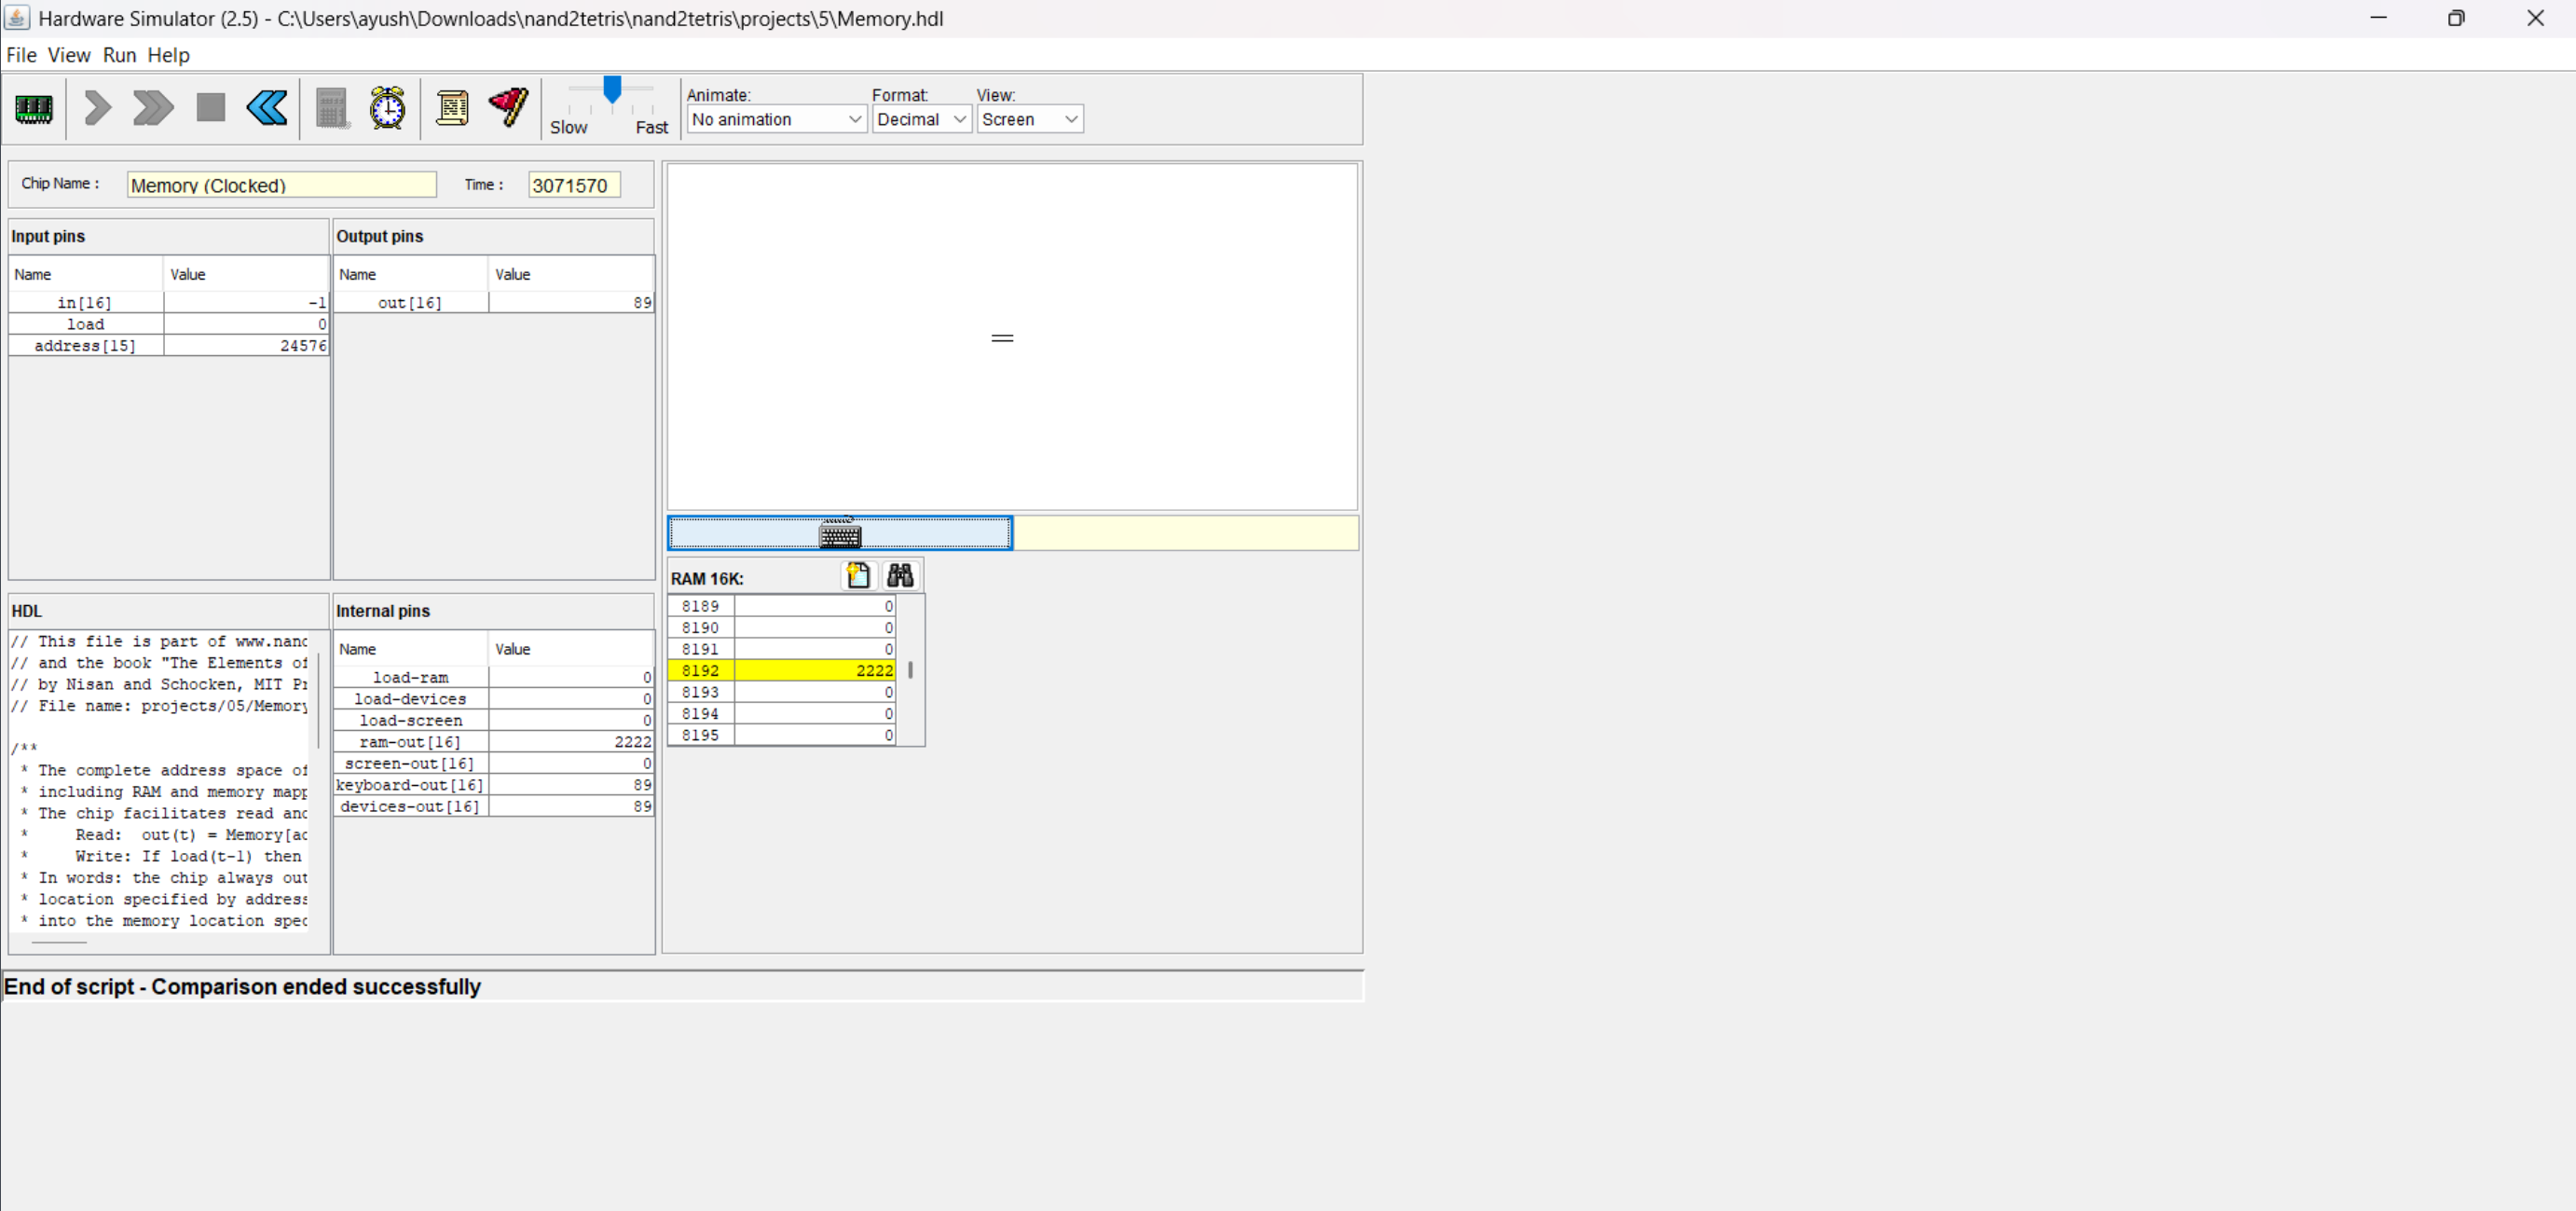 Hardware Simulator (2.5) - C:\Users\ayush\Downloads\nand2tetris\nand2tetris\projects\5\Memory.hdl
File View Run Help
Slow Fast
Animate: Format: View:
No animation Decimal Screen
Chip Name : Memory (Clocked) Time : 3071570
Input pins
Name Value
in[16] -1
load 0
address[15] 24576
Output pins
Name Value
out[16] 89
HDL
// This file is part of www.nand
// and the book "The Elements of
// by Nisan and Schocken, MIT Pr
// File name: projects/05/Memory
/**
* The complete address space of
* including RAM and memory mapp
* The chip facilitates read and
* Read: out(t) = Memory[ad
* Write: If load(t-1) then
* In words: the chip always out
* location specified by address
* into the memory location spec
Internal pins
Name Value
load-ram 0
load-devices 0
load-screen 0
ram-out[16] 2222
screen-out[16] 0
keyboard-out[16] 89
devices-out[16] 89
RAM 16K:
8189 0
8190 0
8191 0
8192 2222
8193 0
8194 0
8195 0
End of script - Comparison ended successfully